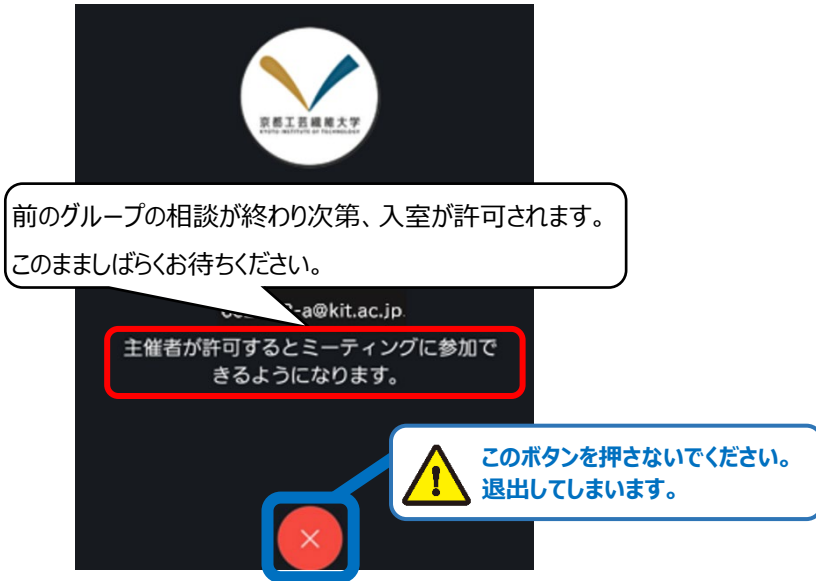 京都工芸繊維大学
KYOTO INSTITUTE OF TECHNOLOGY
前のグループの相談が終わり次第、入室が許可されます。
このまましばらくお待ちください。
-a@kit.ac.jp
主催者が許可するとミーティングに参加で
きるようになります。
このボタンを押さないでください。
退出してしまいます。